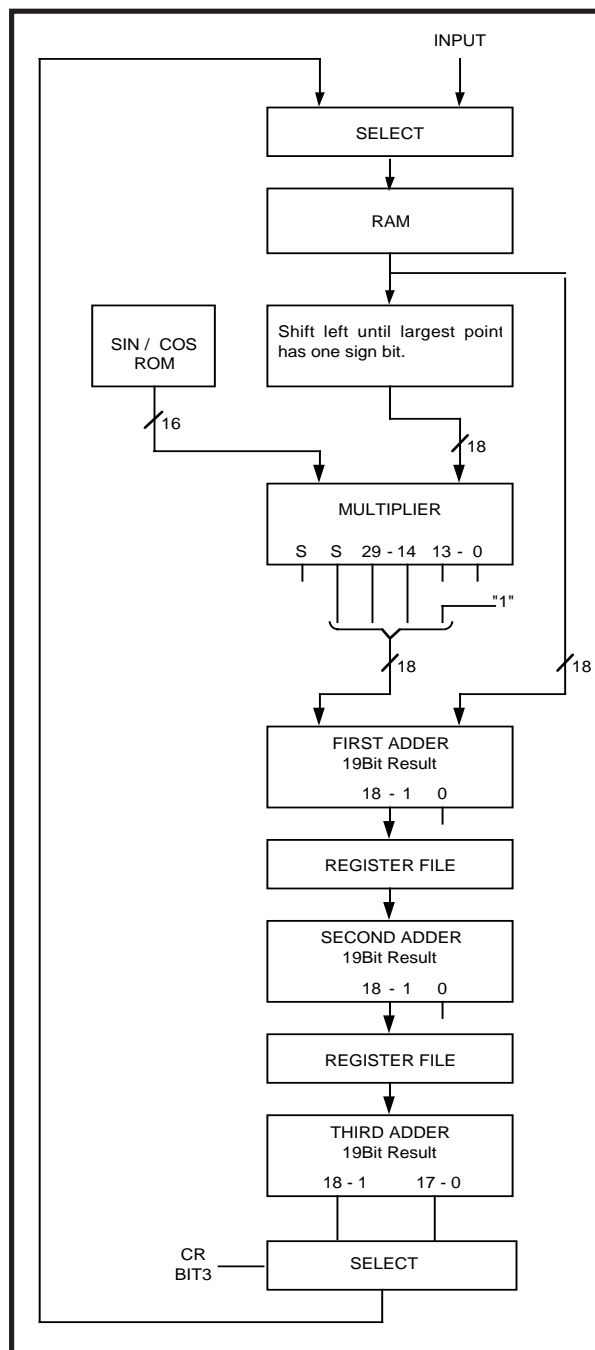 INPUT
SELECT
RAM
SIN / COS
ROM
Shift left until largest point
has one sign bit.
16
18
MULTIPLIER
S S 29 - 14 13 - 0
"1"
18
18
FIRST ADDER
19Bit Result
18 - 1 0
REGISTER FILE
SECOND ADDER
19Bit Result
18 - 1 0
REGISTER FILE
THIRD ADDER
19Bit Result
18 - 1 17 - 0
CR
BIT3
SELECT